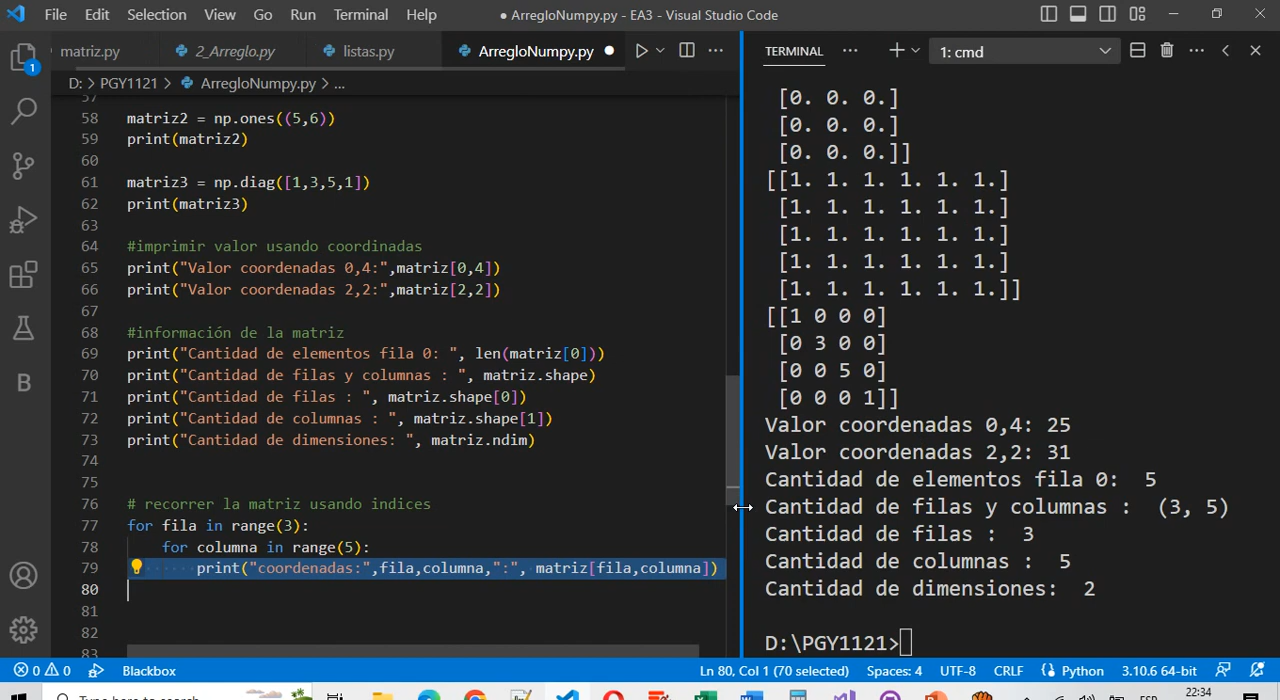 File Edit Selection View Go Run Terminal Help ● ArregloNumpy.py - EA3 - Visual Studio Code
matriz.py 2_Arreglo.py listas.py ArregloNumpy.py ●
D: > PGY1121 > ArregloNumpy.py > ...
57
58 matriz2 = np.ones((5,6))
59 print(matriz2)
60
61 matriz3 = np.diag([1,3,5,1])
62 print(matriz3)
63
64 #imprimir valor usando coordinadas
65 print("Valor coordenadas 0,4:",matriz[0,4])
66 print("Valor coordenadas 2,2:",matriz[2,2])
67
68 #información de la matriz
69 print("Cantidad de elementos fila 0: ", len(matriz[0]))
70 print("Cantidad de filas y columnas : ", matriz.shape)
71 print("Cantidad de filas : ", matriz.shape[0])
72 print("Cantidad de columnas : ", matriz.shape[1])
73 print("Cantidad de dimensiones: ", matriz.ndim)
74
75
76 # recorrer la matriz usando indices
77 for fila in range(3):
78 for columna in range(5):
79 print("coordenadas:",fila,columna,":", matriz[fila,columna])
80
81
82
83
TERMINAL ... 1: cmd
[0. 0. 0.]
[0. 0. 0.]
[0. 0. 0.]]
[[1. 1. 1. 1. 1. 1.]
[1. 1. 1. 1. 1. 1.]
[1. 1. 1. 1. 1. 1.]
[1. 1. 1. 1. 1. 1.]
[1. 1. 1. 1. 1. 1.]]
[[1 0 0 0]
[0 3 0 0]
[0 0 5 0]
[0 0 0 1]]
Valor coordenadas 0,4: 25
Valor coordenadas 2,2: 31
Cantidad de elementos fila 0:  5
Cantidad de filas y columnas :  (3, 5)
Cantidad de filas :  3
Cantidad de columnas :  5
Cantidad de dimensiones:  2
D:\PGY1121>
1
B
0 0 Blackbox Ln 80, Col 1 (70 selected) Spaces: 4 UTF-8 CRLF Python 3.10.6 64-bit
Type here to search ESP 22:34